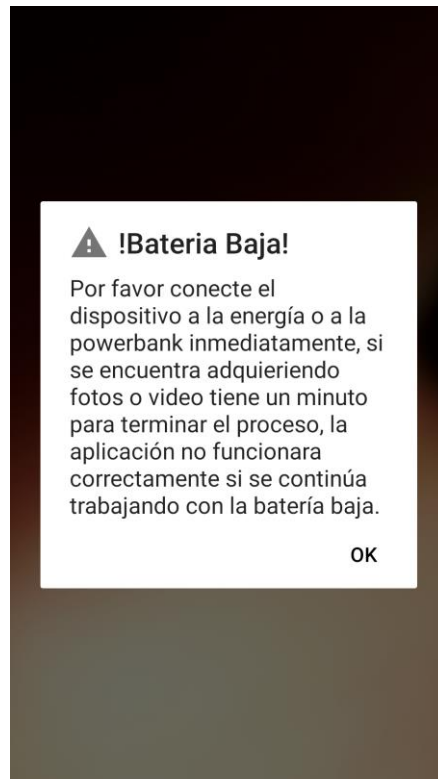 !Bateria Baja!
Por favor conecte el
dispositivo a la energía o a la
powerbank inmediatamente, si
se encuentra adquieriendo
fotos o video tiene un minuto
para terminar el proceso, la
aplicación no funcionara
correctamente si se continúa
trabajando con la batería baja.
OK